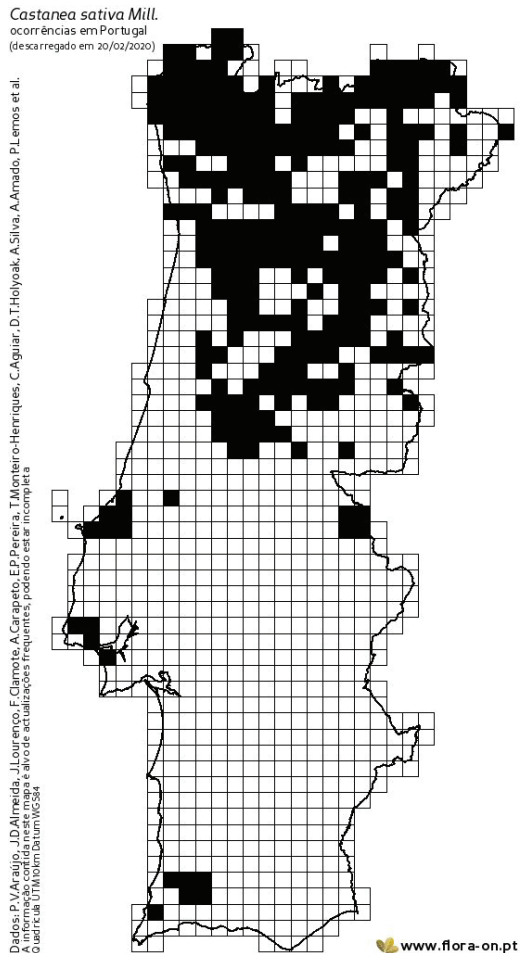 Castanea sativa Mill.
ocorrências em Portugal
(descarregado em 20/02/2020)
Dados: P.V.Araújo, J.D.Almeida, J.Lourenço, F.Clamote, A.Carapeto, E.P.Pereira, T.Monteiro-Henriques, C.Aguiar, D.T.Holyoak, A.Silva, A.Amado, P.Lemos et al.
A informação contida neste mapa é alvo de actualizações frequentes, podendo estar incompleta
Quadrícula UTM 10km Datum WGS84
www.flora-on.pt